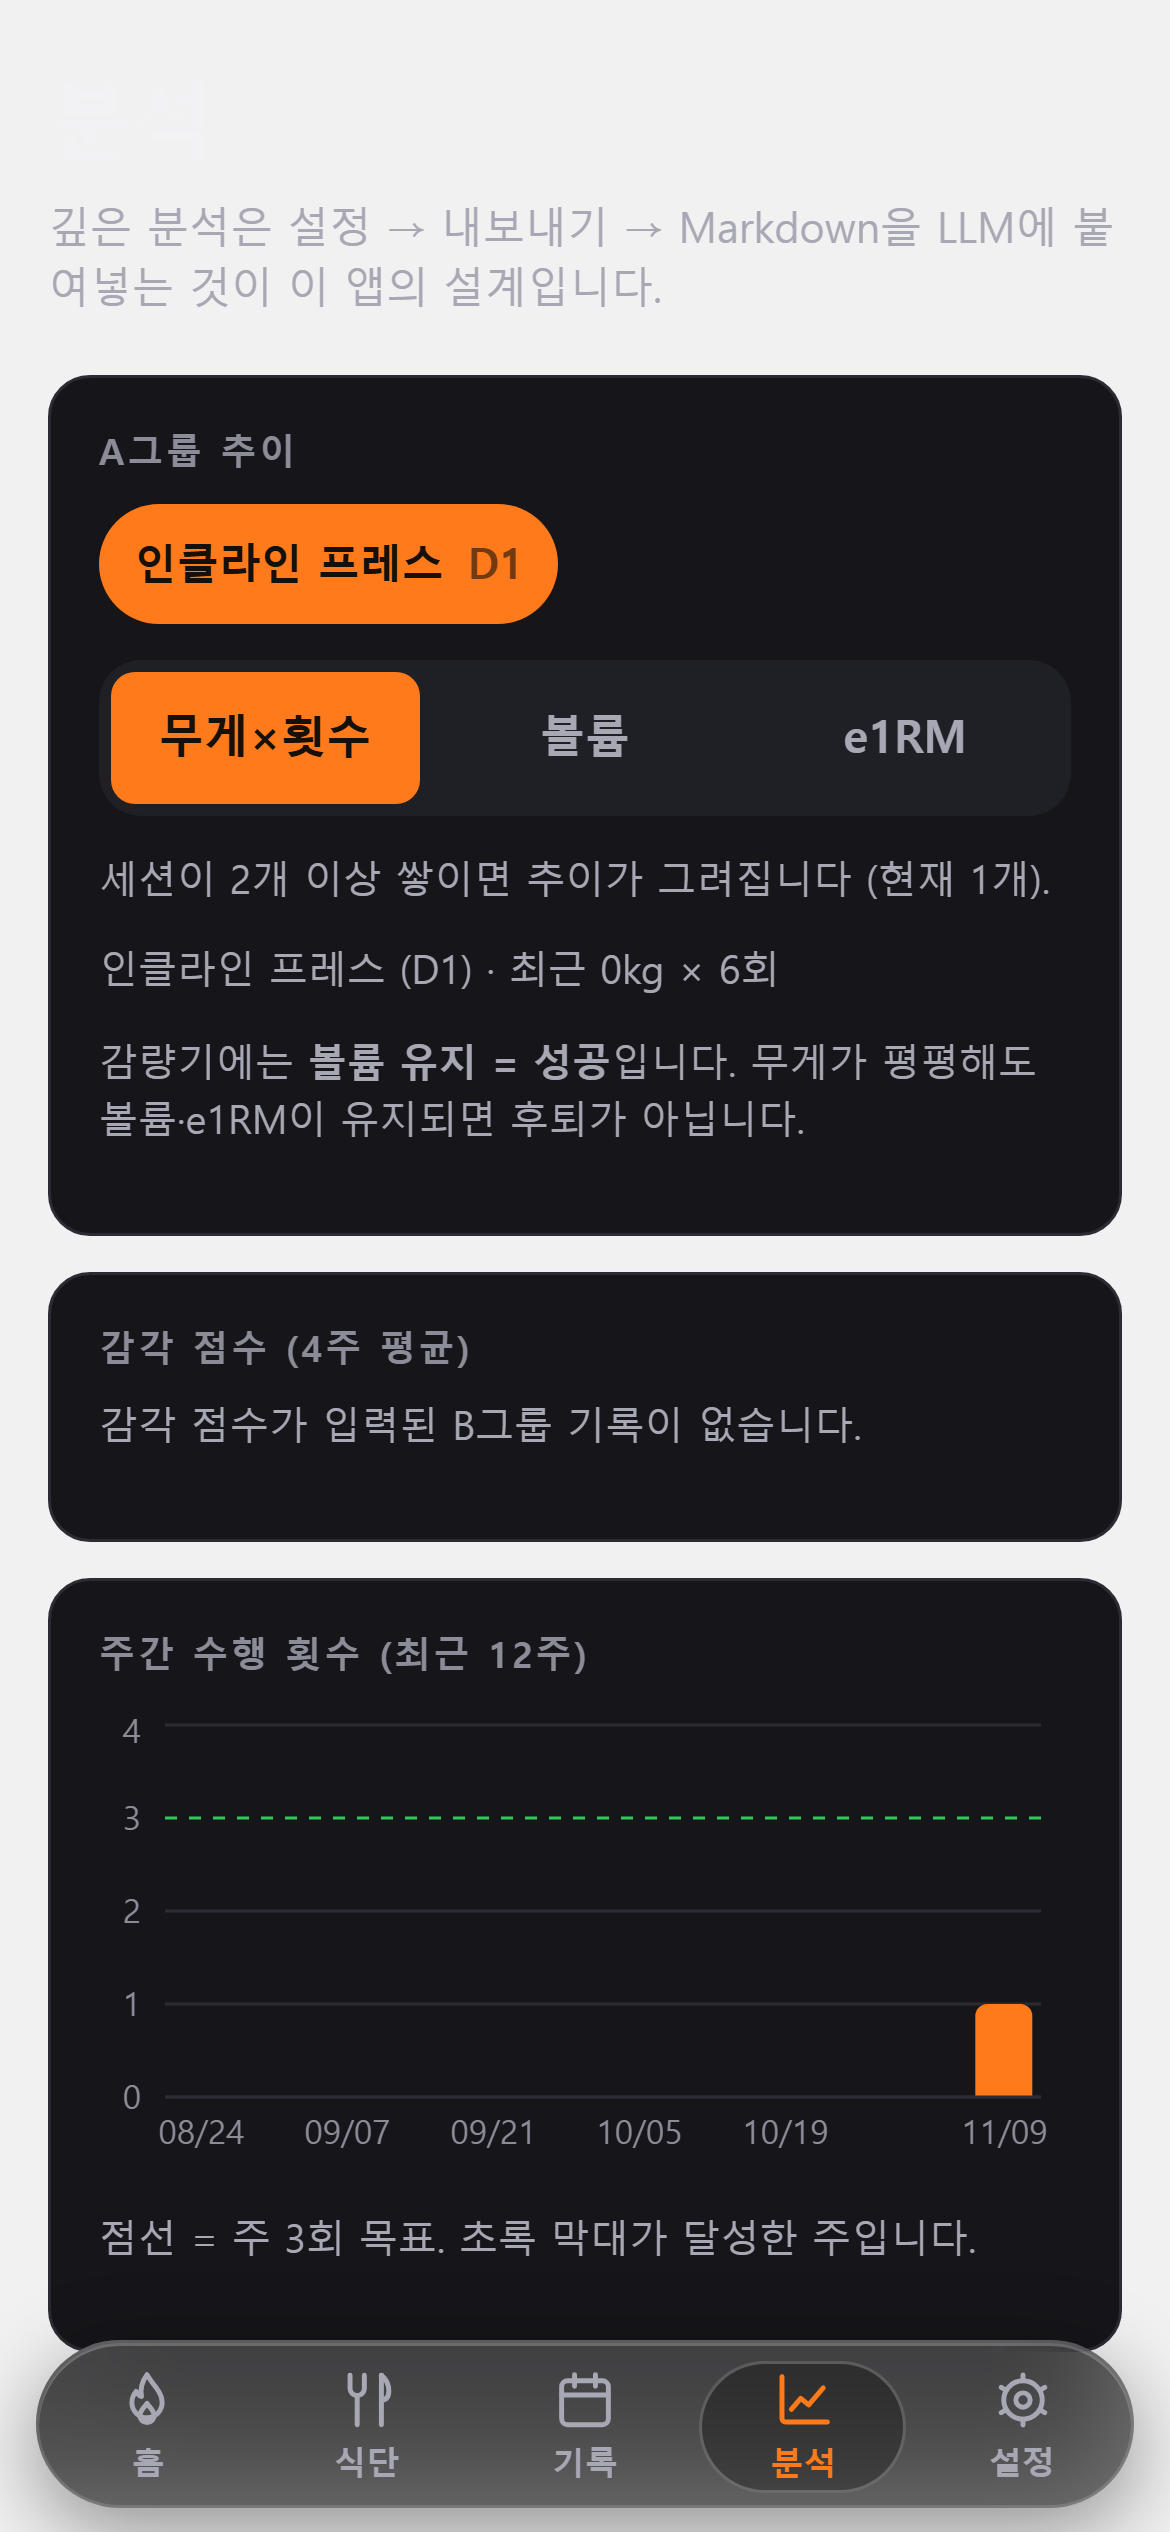 분석
깊은 분석은 설정 → 내보내기 → Markdown을 LLM에 붙
여넣는 것이 이 앱의 설계입니다.
A그룹 추이
인클라인 프레스 D1
무게×횟수 볼륨 e1RM
세션이 2개 이상 쌓이면 추이가 그려집니다 (현재 1개).
인클라인 프레스 (D1) · 최근 0kg × 6회
감량기에는 볼륨 유지 = 성공입니다. 무게가 평평해도
볼륨·e1RM이 유지되면 후퇴가 아닙니다.
감각 점수 (4주 평균)
감각 점수가 입력된 B그룹 기록이 없습니다.
주간 수행 횟수 (최근 12주)
4
3
2
1
0
08/24 09/07 09/21 10/05 10/19 11/09
점선 = 주 3회 목표. 초록 막대가 달성한 주입니다.
홈 식단 기록 분석 설정